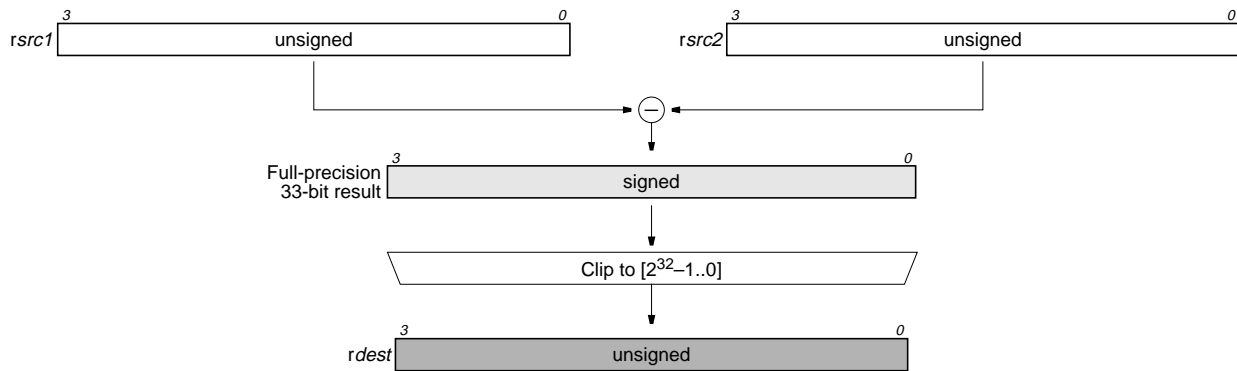 3 0 3 0
rsrc1 unsigned rsrc2 unsigned
−
3 0
Full-precision
33-bit result
signed
Clip to [2³²–1..0]
3 0
rdest unsigned